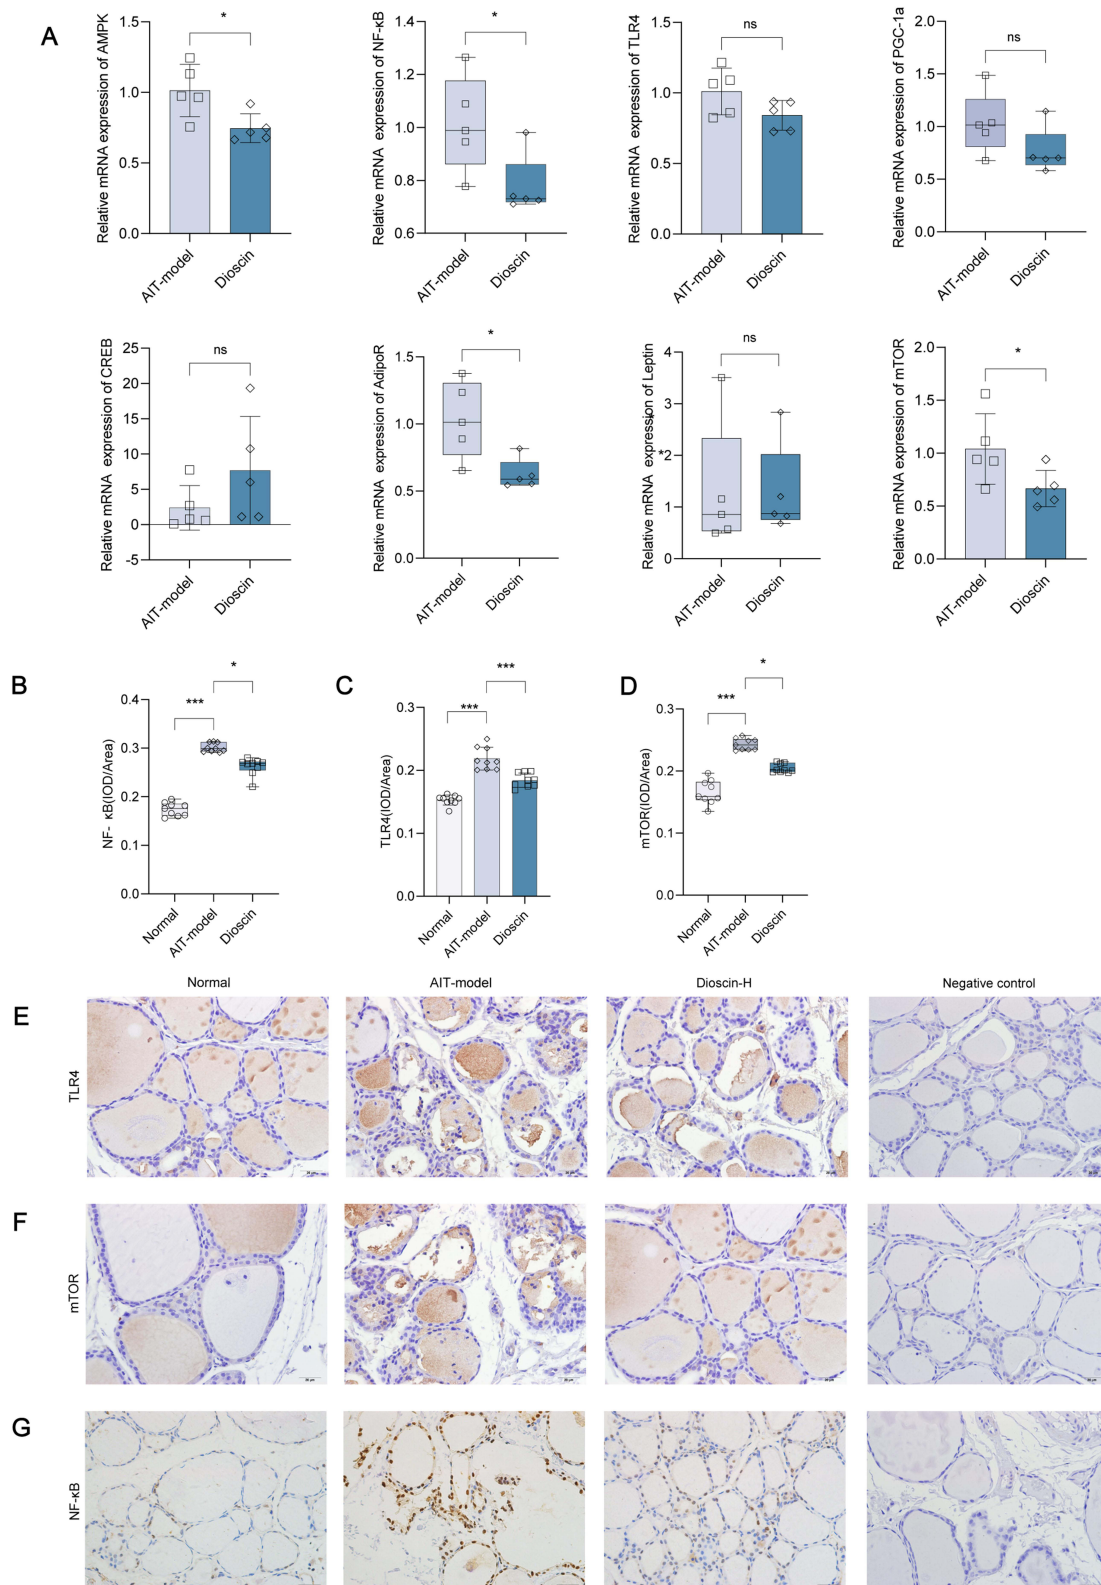 A
Relative mRNA expression of AMPK
1.5
1.0
0.5
0.0
*
AIT-model
Dioscin
Relative mRNA expression of NF-κB
1.4
1.2
1.0
0.8
0.6
*
AIT-model
Dioscin
Relative mRNA expression of TLR4
1.5
1.0
0.5
0.0
ns
AIT-model
Dioscin
Relative mRNA expression of PGC-1a
2.0
1.5
1.0
0.5
0.0
ns
AIT-model
Dioscin
Relative mRNA expression of CREB
25
20
15
10
5
0
-5
ns
AIT-model
Dioscin
Relative mRNA expression of AdipoR
1.5
1.0
0.5
0.0
*
AIT-model
Dioscin
Relative mRNA expression of Leptin
4
3
2
1
0
ns
*
AIT-model
Dioscin
Relative mRNA expression of mTOR
2.0
1.5
1.0
0.5
0.0
*
AIT-model
Dioscin
B
NF- κB(IOD/Area)
0.4
0.3
0.2
0.1
0.0
***
*
Normal
AIT-model
Dioscin
C
TLR4(IOD/Area)
0.3
0.2
0.1
0.0
***
***
Normal
AIT-model
Dioscin
D
mTOR(IOD/Area)
0.3
0.2
0.1
0.0
***
*
Normal
AIT-model
Dioscin
Normal
AIT-model
Dioscin-H
Negative control
E
TLR4
F
mTOR
G
NF-κB